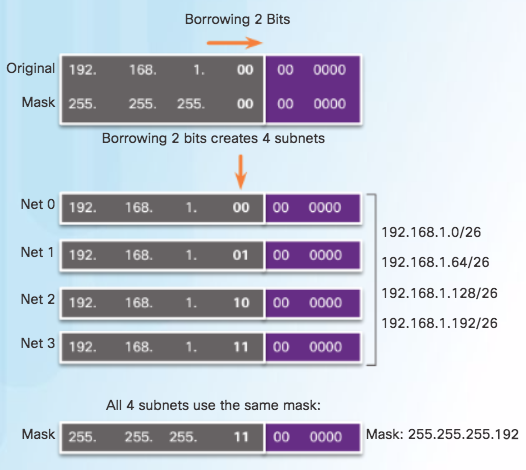 Borrowing 2 Bits
Original 192. 168. 1. 00 00 0000
Mask 255. 255. 255. 00 00 0000
Borrowing 2 bits creates 4 subnets
Net 0 192. 168. 1. 00 00 0000
192.168.1.0/26
Net 1 192. 168. 1. 01 00 0000
192.168.1.64/26
Net 2 192. 168. 1. 10 00 0000
192.168.1.128/26
192.168.1.192/26
Net 3 192. 168. 1. 11 00 0000
All 4 subnets use the same mask:
Mask 255. 255. 255. 11 00 0000 Mask: 255.255.255.192